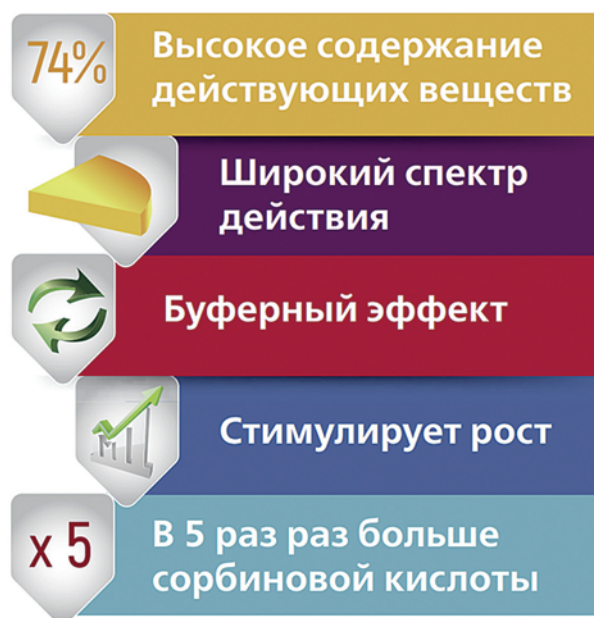 74%
Высокое содержание
действующих веществ
Широкий спектр
действия
Буферный эффект
Стимулирует рост
x 5
В 5 раз раз больше
сорбиновой кислоты